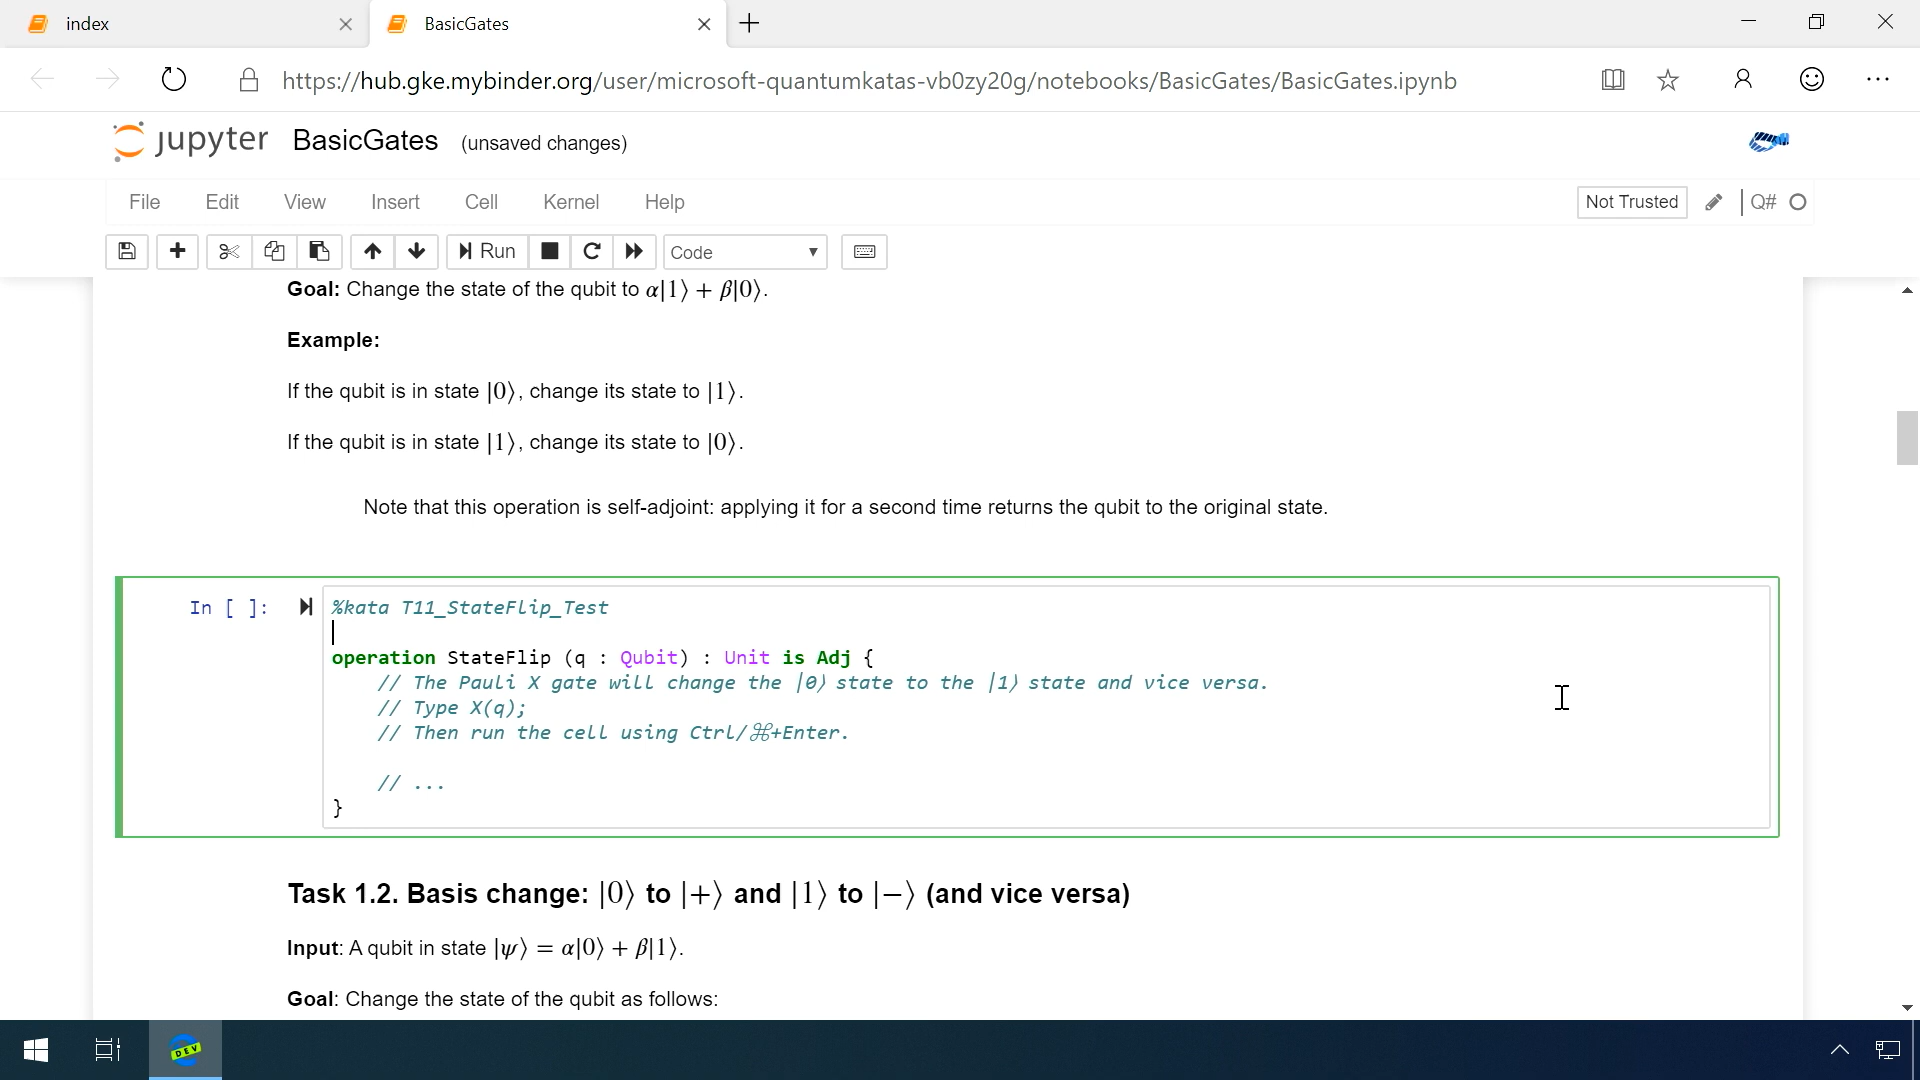 index
BasicGates
https://hub.gke.mybinder.org/user/microsoft-quantumkatas-vb0zy20g/notebooks/BasicGates/BasicGates.ipynb
jupyter BasicGates (unsaved changes)
File Edit View Insert Cell Kernel Help Not Trusted Q#
Run Code
Goal: Change the state of the qubit to α|1⟩ + β|0⟩.
Example:
If the qubit is in state |0⟩, change its state to |1⟩.
If the qubit is in state |1⟩, change its state to |0⟩.
Note that this operation is self-adjoint: applying it for a second time returns the qubit to the original state.
In [ ]: %kata T11_StateFlip_Test
operation StateFlip (q : Qubit) : Unit is Adj {
// The Pauli X gate will change the |0⟩ state to the |1⟩ state and vice versa.
// Type X(q);
// Then run the cell using Ctrl/⌘+Enter.
// ...
}
Task 1.2. Basis change: |0⟩ to |+⟩ and |1⟩ to |−⟩ (and vice versa)
Input: A qubit in state |ψ⟩ = α|0⟩ + β|1⟩.
Goal: Change the state of the qubit as follows:
DEV